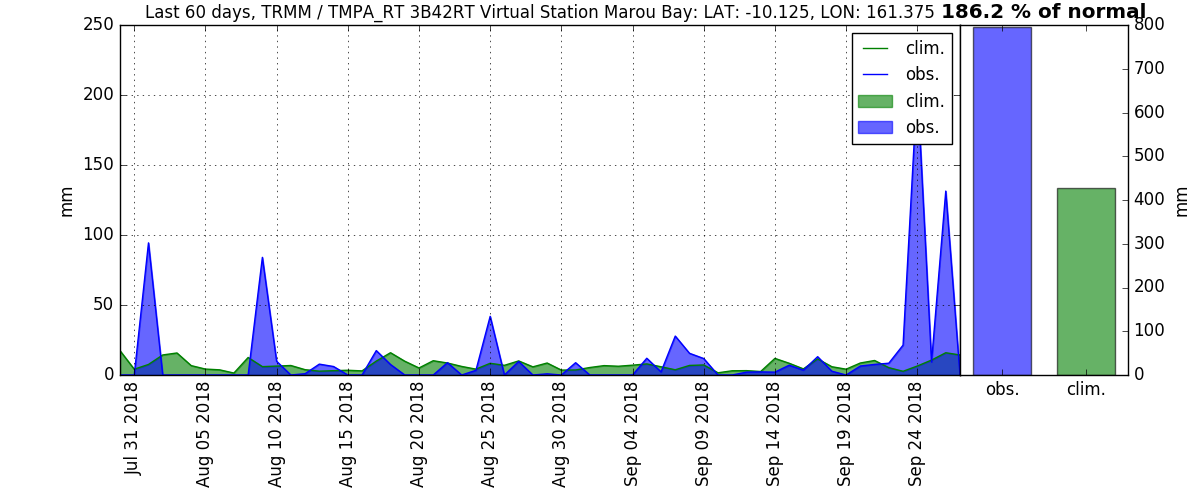 Last 60 days, TRMM / TMPA_RT 3B42RT Virtual Station Marou Bay: LAT: -10.125, LON: 161.375 186.2 % of normal
250
200
150
100
50
0
mm
clim.
obs.
clim.
obs.
800
700
600
500
400
300
200
100
0
mm
Jul 31 2018
Aug 05 2018
Aug 10 2018
Aug 15 2018
Aug 20 2018
Aug 25 2018
Aug 30 2018
Sep 04 2018
Sep 09 2018
Sep 14 2018
Sep 19 2018
Sep 24 2018
obs.
clim.